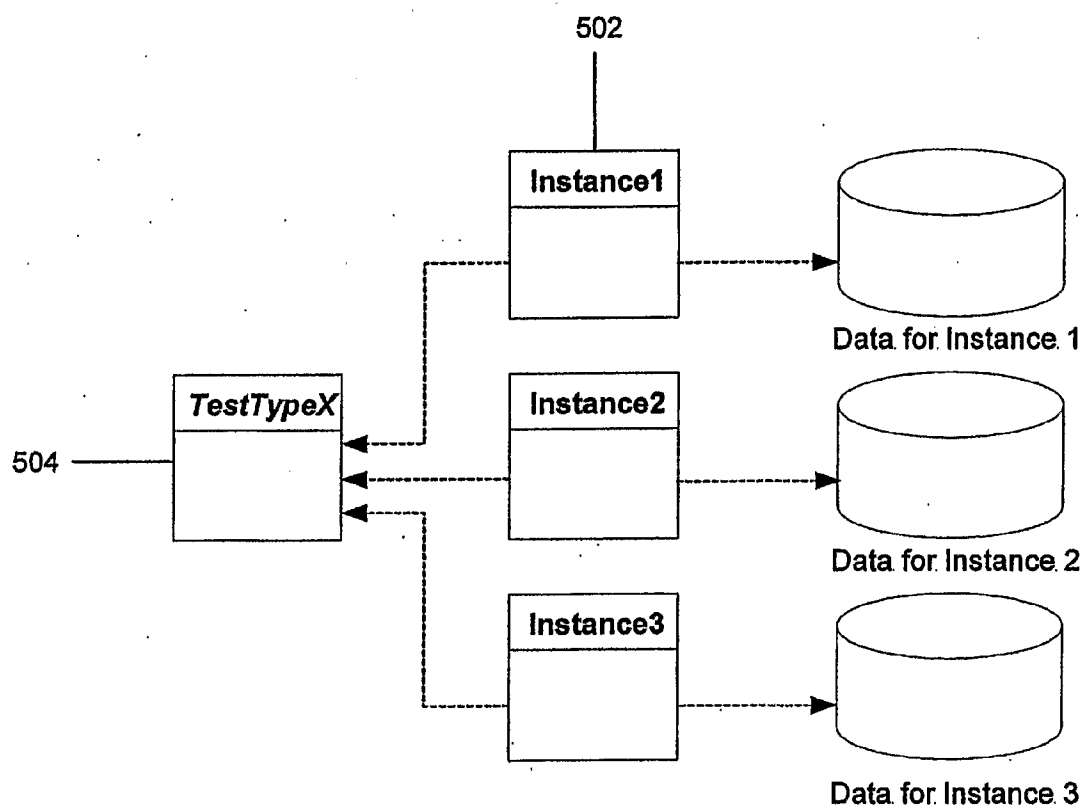 502
Instance1
Data for Instance 1
TestTypeX
504
Instance2
Data for Instance 2
Instance3
Data for Instance 3